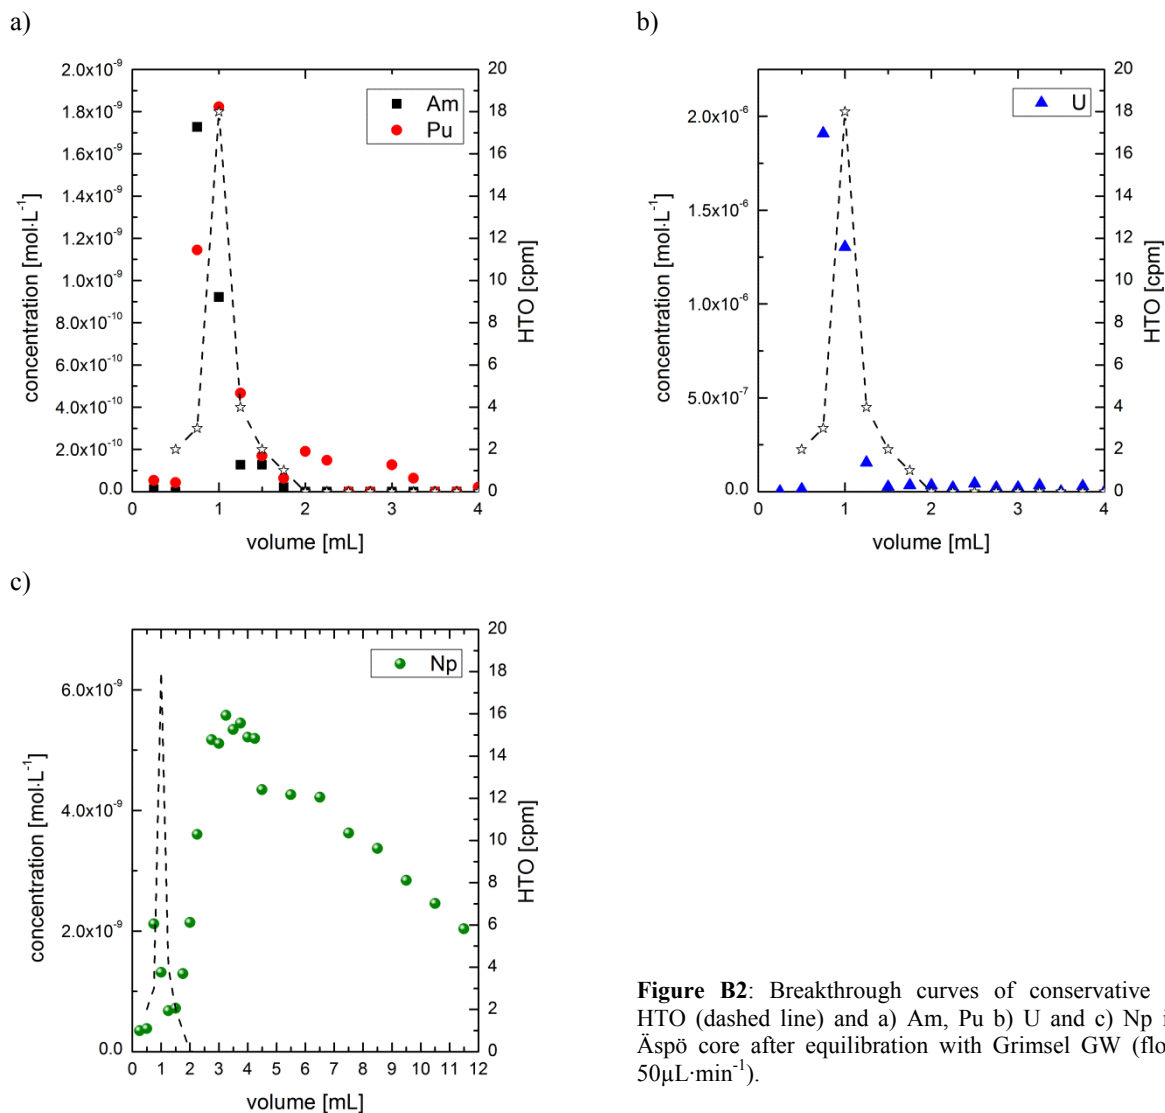 a)
2.0x10⁻⁹
1.8x10⁻⁹
1.6x10⁻⁹
1.4x10⁻⁹
1.2x10⁻⁹
1.0x10⁻⁹
8.0x10⁻¹⁰
6.0x10⁻¹⁰
4.0x10⁻¹⁰
2.0x10⁻¹⁰
0.0
concentration [mol·L⁻¹]
Am
Pu
20
18
16
14
12
10
8
6
4
2
0
HTO [cpm]
0 1 2 3 4
volume [mL]
b)
2.0x10⁻⁶
1.5x10⁻⁶
1.0x10⁻⁶
5.0x10⁻⁷
0.0
concentration [mol·L⁻¹]
U
20
18
16
14
12
10
8
6
4
2
0
HTO [cpm]
0 1 2 3 4
volume [mL]
c)
6.0x10⁻⁹
4.0x10⁻⁹
2.0x10⁻⁹
0.0
concentration [mol·L⁻¹]
Np
20
18
16
14
12
10
8
6
4
2
0
HTO [cpm]
0 1 2 3 4 5 6 7 8 9 10 11 12
volume [mL]
Figure B2: Breakthrough curves of conservative
HTO (dashed line) and a) Am, Pu b) U and c) Np
Äspö core after equilibration with Grimsel GW
50µL·min⁻¹).